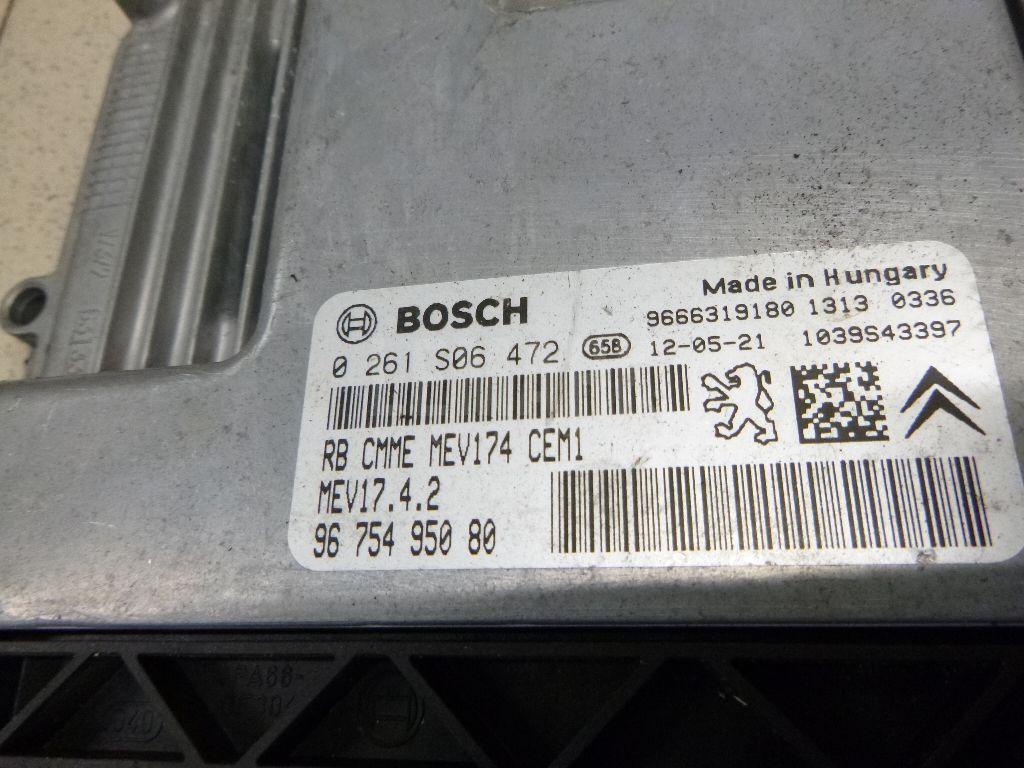 BOSCH
Made in Hungary
9666319180 1313 0336
0 261 S06 472 65B 12-05-21 1039S43397
RB CMME MEV174 CEM1
MEV17.4.2
96 754 950 80